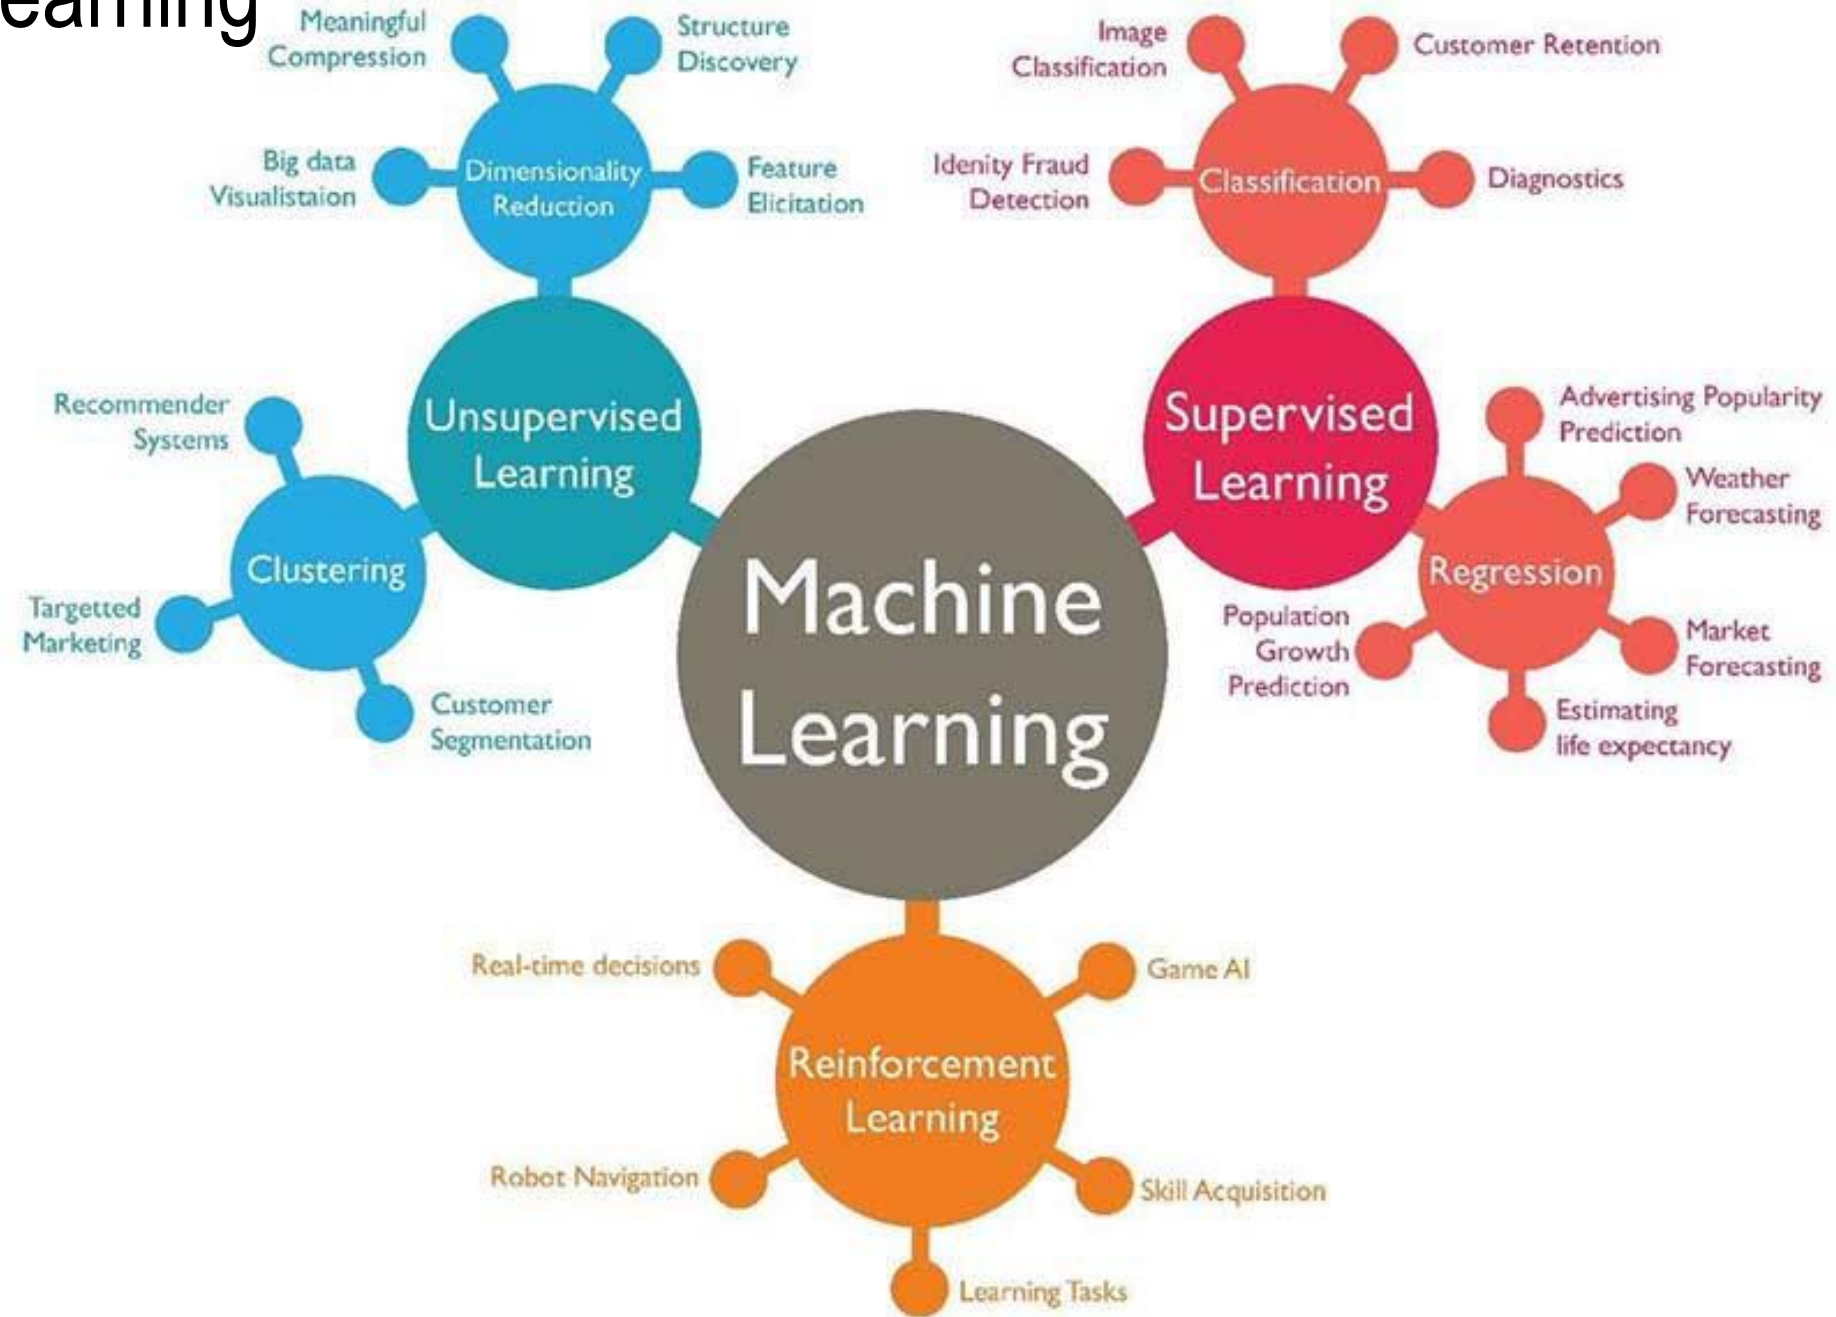 earning
Meaningful
Compression
Structure
Discovery
Big data
Visualistaion
Dimensionality
Reduction
Feature
Elicitation
Image
Classification
Customer Retention
Idenity Fraud
Detection
Classification
Diagnostics
Recommender
Systems
Unsupervised
Learning
Clustering
Targetted
Marketing
Customer
Segmentation
Machine
Learning
Supervised
Learning
Advertising Popularity
Prediction
Weather
Forecasting
Regression
Population
Growth
Prediction
Market
Forecasting
Estimating
life expectancy
Real-time decisions
Game AI
Reinforcement
Learning
Robot Navigation
Skill Acquisition
Learning Tasks